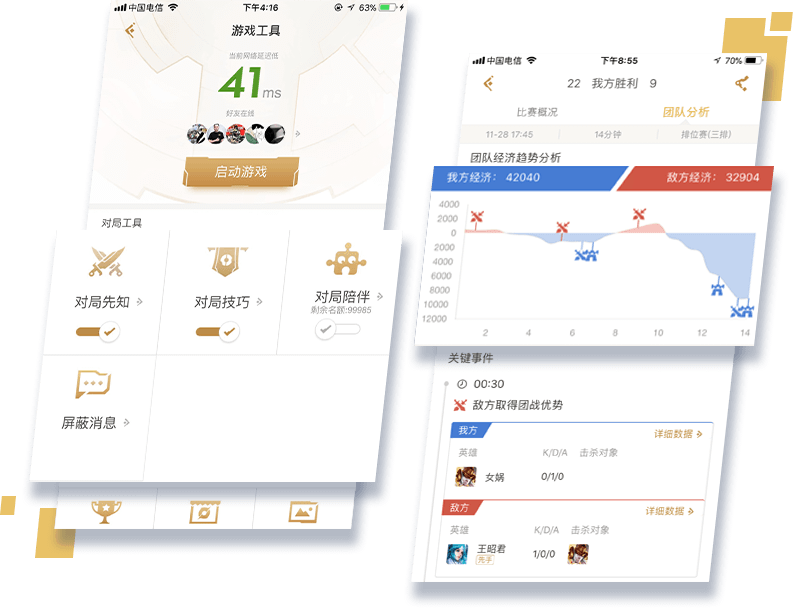 中国电信
下午4:16
63%
游戏工具
当前网络延迟低
41ms
好友在线
启动游戏
对局工具
对局先知
对局技巧
对局陪伴
剩余名额:99985
屏蔽消息
中国电信
下午8:55
70%
22 我方胜利 9
比赛概况
团队分析
11-28 17:45
14分钟
排位赛(三排)
团队经济趋势分析
我方经济: 42040
敌方经济: 32904
4000
2000
0
2000
4000
6000
8000
10000
12000
2 4 6 8 10 12 14
关键事件
00:30
敌方取得团战优势
我方
详细数据
英雄 K/D/A 击杀对象
女娲 0/1/0
敌方
详细数据
英雄 K/D/A 击杀对象
王昭君 1/0/0
先手